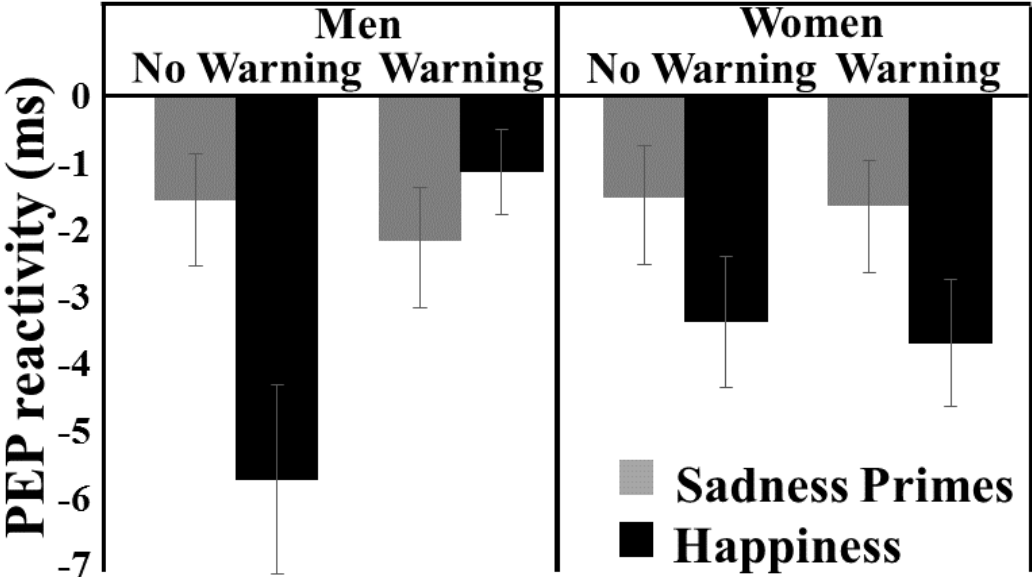 Men
Women
No Warning Warning
No Warning Warning
PEP reactivity (ms)
0
-1
-2
-3
-4
-5
-6
-7
Sadness Primes
Happiness